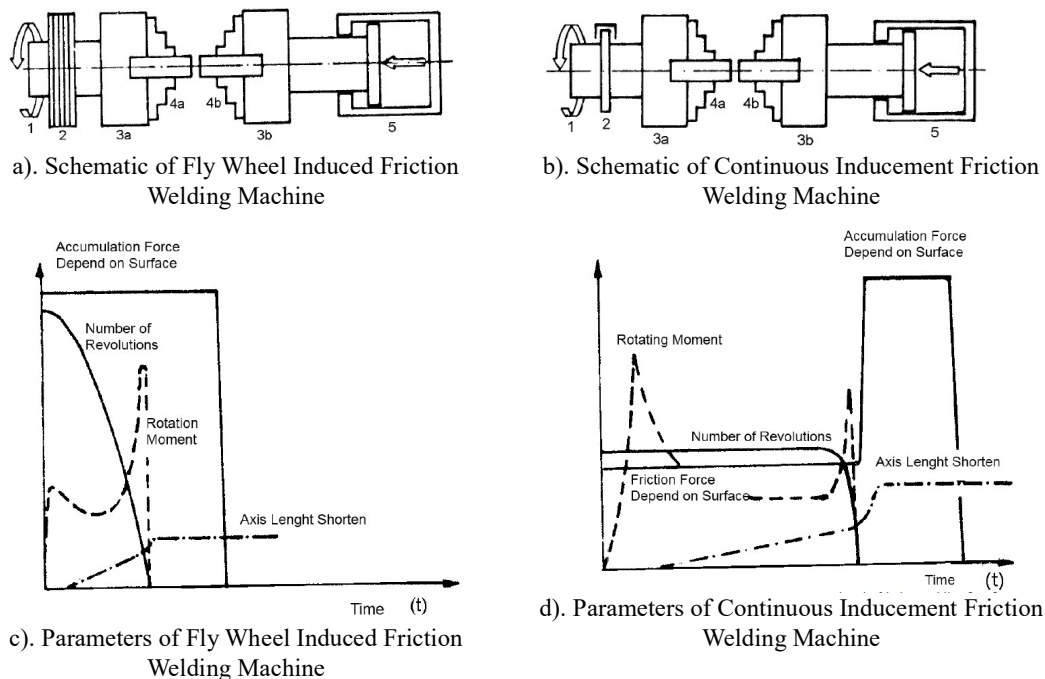 1
2
3a
4a
4b
3b
5
a). Schematic of Fly Wheel Induced Friction
Welding Machine
1
2
3a
4a
4b
3b
5
b). Schematic of Continuous Inducement Friction
Welding Machine
Accumulation Force
Depend on Surface
Number of
Revolutions
Rotation
Moment
Axis Lenght Shorten
Time (t)
c). Parameters of Fly Wheel Induced Friction
Welding Machine
Accumulation Force
Depend on Surface
Rotating Moment
Number of Revolutions
Friction Force
Depend on Surface
Axis Lenght Shorten
Time (t)
d). Parameters of Continuous Inducement Friction
Welding Machine